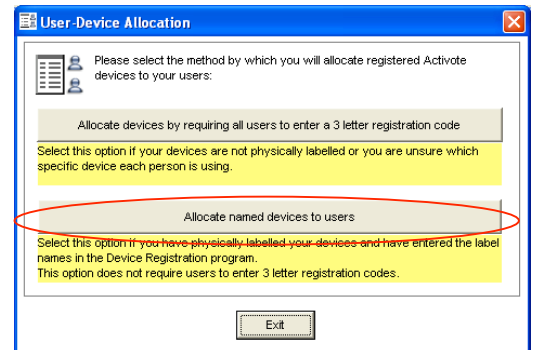 User-Device Allocation
Please select the method by which you will allocate registered Activote
devices to your users:
Allocate devices by requiring all users to enter a 3 letter registration code
Select this option if your devices are not physically labelled or you are unsure which
specific device each person is using.
Allocate named devices to users
Select this option if you have physically labelled your devices and have entered the label
names in the Device Registration program.
This option does not require users to enter 3 letter registration codes.
Exit